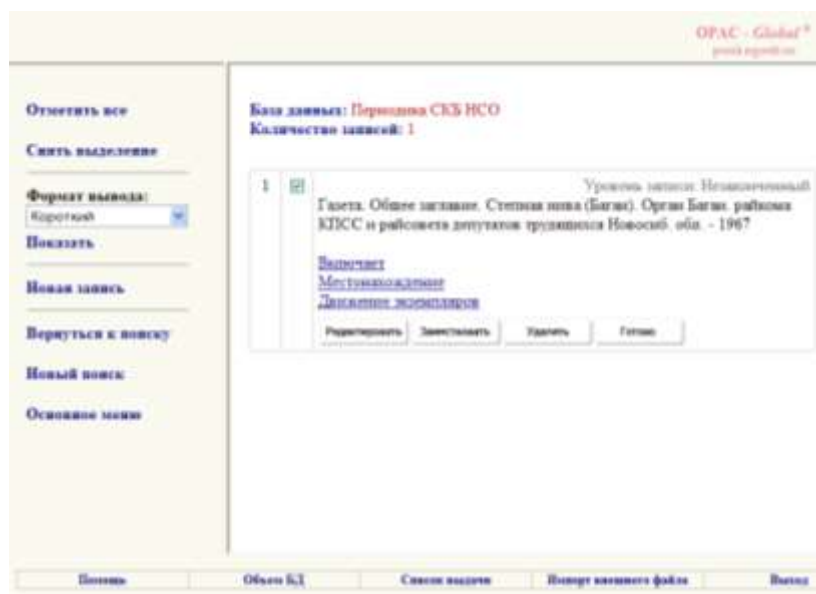 OPAC - Global
Отметить все
Снять выделение
Формат вывода:
Короткий
Показать
Новая запись
Вернуться к поиску
Новый поиск
Основное меню
База данных: Периодика СКБ НСО
Количество записей: 1
1
Уровень записи: Незаконченный
Газета. Общее заглавие. Степная нива (Баган). Орган Баган. райкома
КПСС и райсовета депутатов трудящихся Новосиб. обл. - 1967
Включает
Местонахождение
Движение экземпляров
Редактировать Заимствовать Удалить Готово
Помощь Объем БД Список выдачи Импорт внешнего файла Выход